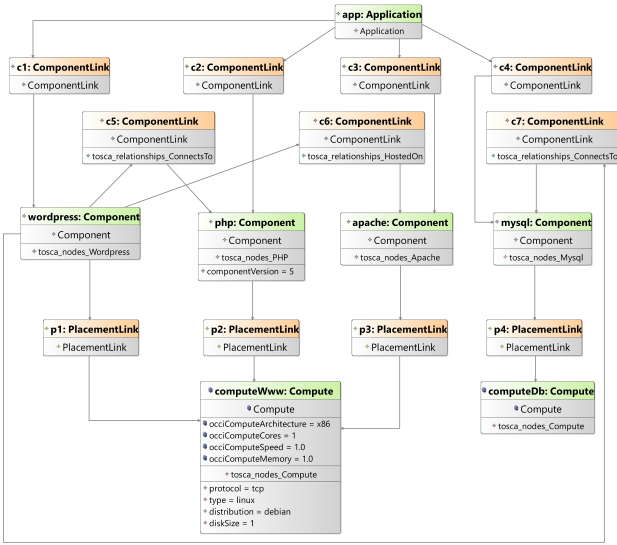 app: Application
Application
c1: ComponentLink
ComponentLink
c2: ComponentLink
ComponentLink
c3: ComponentLink
ComponentLink
c4: ComponentLink
ComponentLink
c5: ComponentLink
ComponentLink
tosca_relationships_ConnectsTo
c6: ComponentLink
ComponentLink
tosca_relationships_HostedOn
c7: ComponentLink
ComponentLink
tosca_relationships_ConnectsTo
wordpress: Component
Component
tosca_nodes_Wordpress
php: Component
Component
tosca_nodes_PHP
componentVersion = 5
apache: Component
Component
tosca_nodes_Apache
mysql: Component
Component
tosca_nodes_Mysql
p1: PlacementLink
PlacementLink
p2: PlacementLink
PlacementLink
p3: PlacementLink
PlacementLink
p4: PlacementLink
PlacementLink
computeWww: Compute
Compute
occiComputeArchitecture = x86
occiComputeCores = 1
occiComputeSpeed = 1.0
occiComputeMemory = 1.0
tosca_nodes_Compute
protocol = tcp
type = linux
distribution = debian
diskSize = 1
computeDb: Compute
Compute
tosca_nodes_Compute